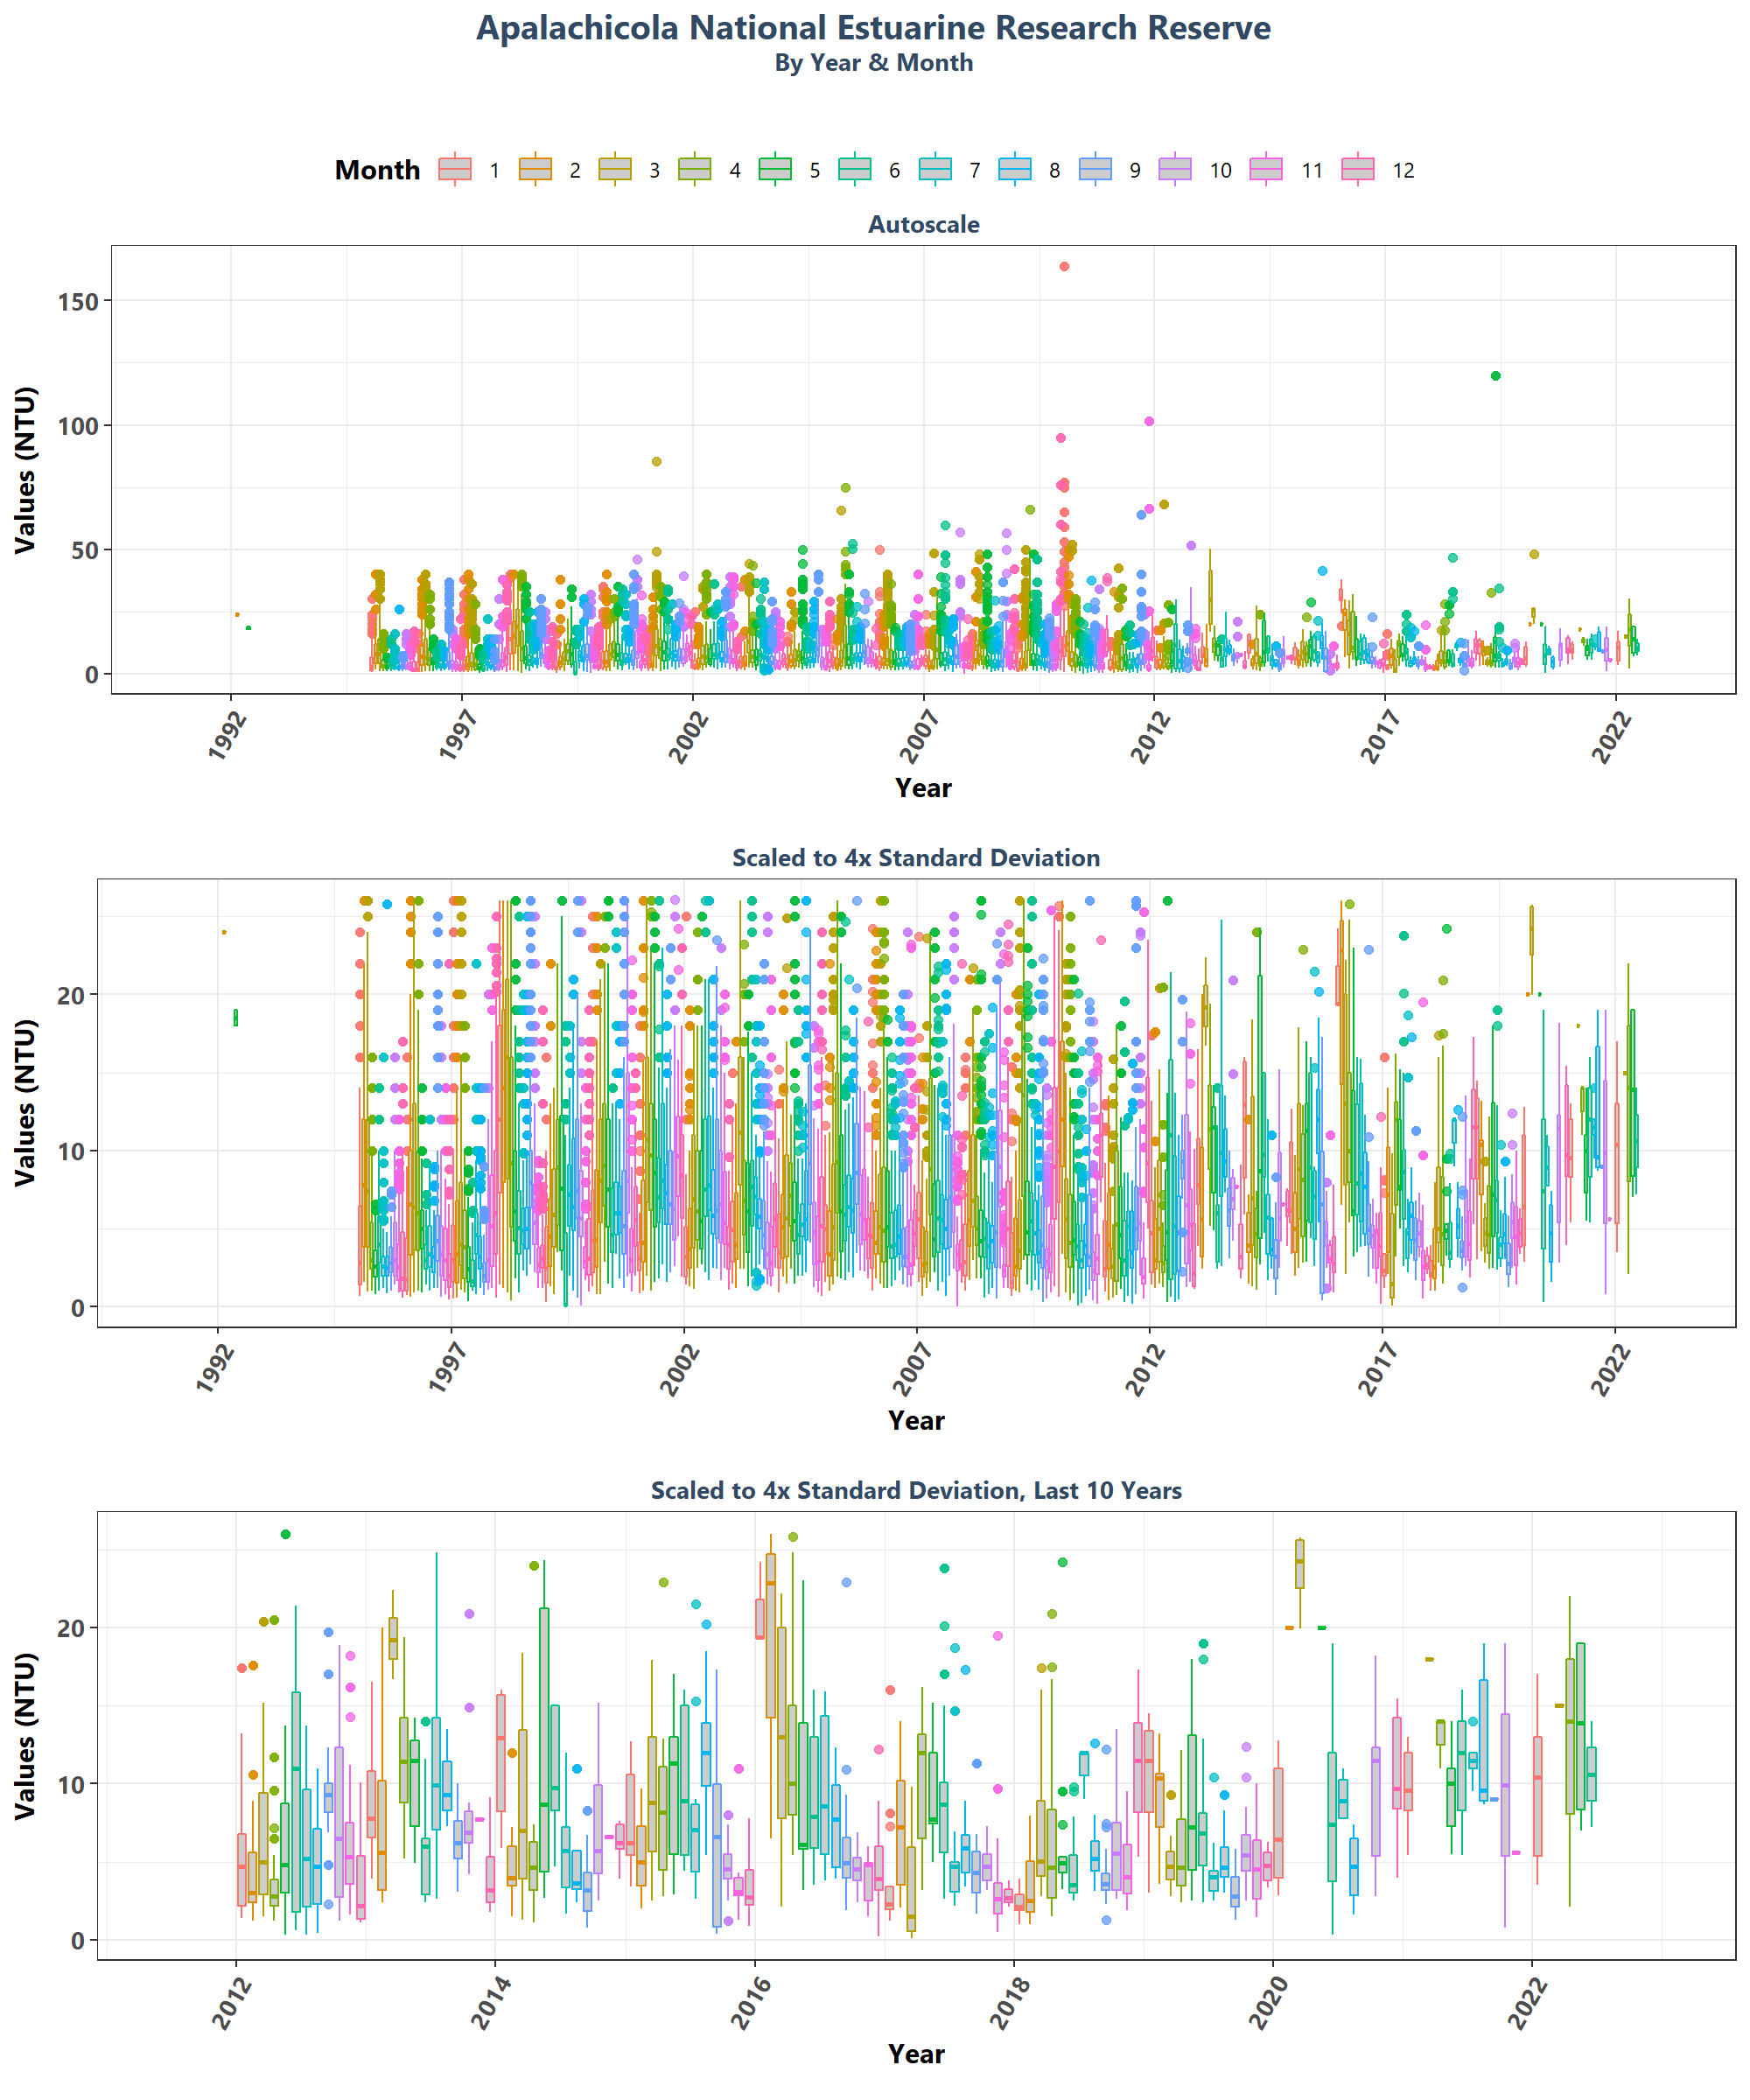 Apalachicola National Estuarine Research Reserve
By Year & Month
Month 1 2 3 4 5 6 7 8 9 10 11 12
Autoscale
Values (NTU)
150
100
50
0
1992 1997 2002 2007 2012 2017 2022
Year
Scaled to 4x Standard Deviation
Values (NTU)
20
10
0
1992 1997 2002 2007 2012 2017 2022
Year
Scaled to 4x Standard Deviation, Last 10 Years
Values (NTU)
20
10
0
2012 2014 2016 2018 2020 2022
Year